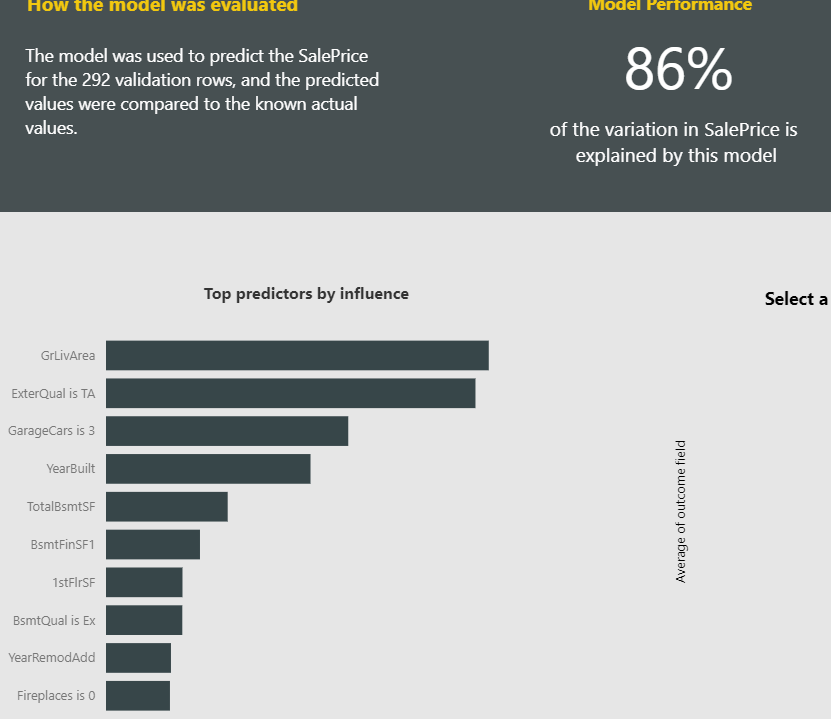 How the model was evaluated
The model was used to predict the SalePrice
for the 292 validation rows, and the predicted
values were compared to the known actual
values.
Model Performance
86%
of the variation in SalePrice is
explained by this model
Top predictors by influence
GrLivArea
ExterQual is TA
GarageCars is 3
YearBuilt
TotalBsmtSF
BsmtFinSF1
1stFlrSF
BsmtQual is Ex
YearRemodAdd
Fireplaces is 0
Select a
Average of outcome field